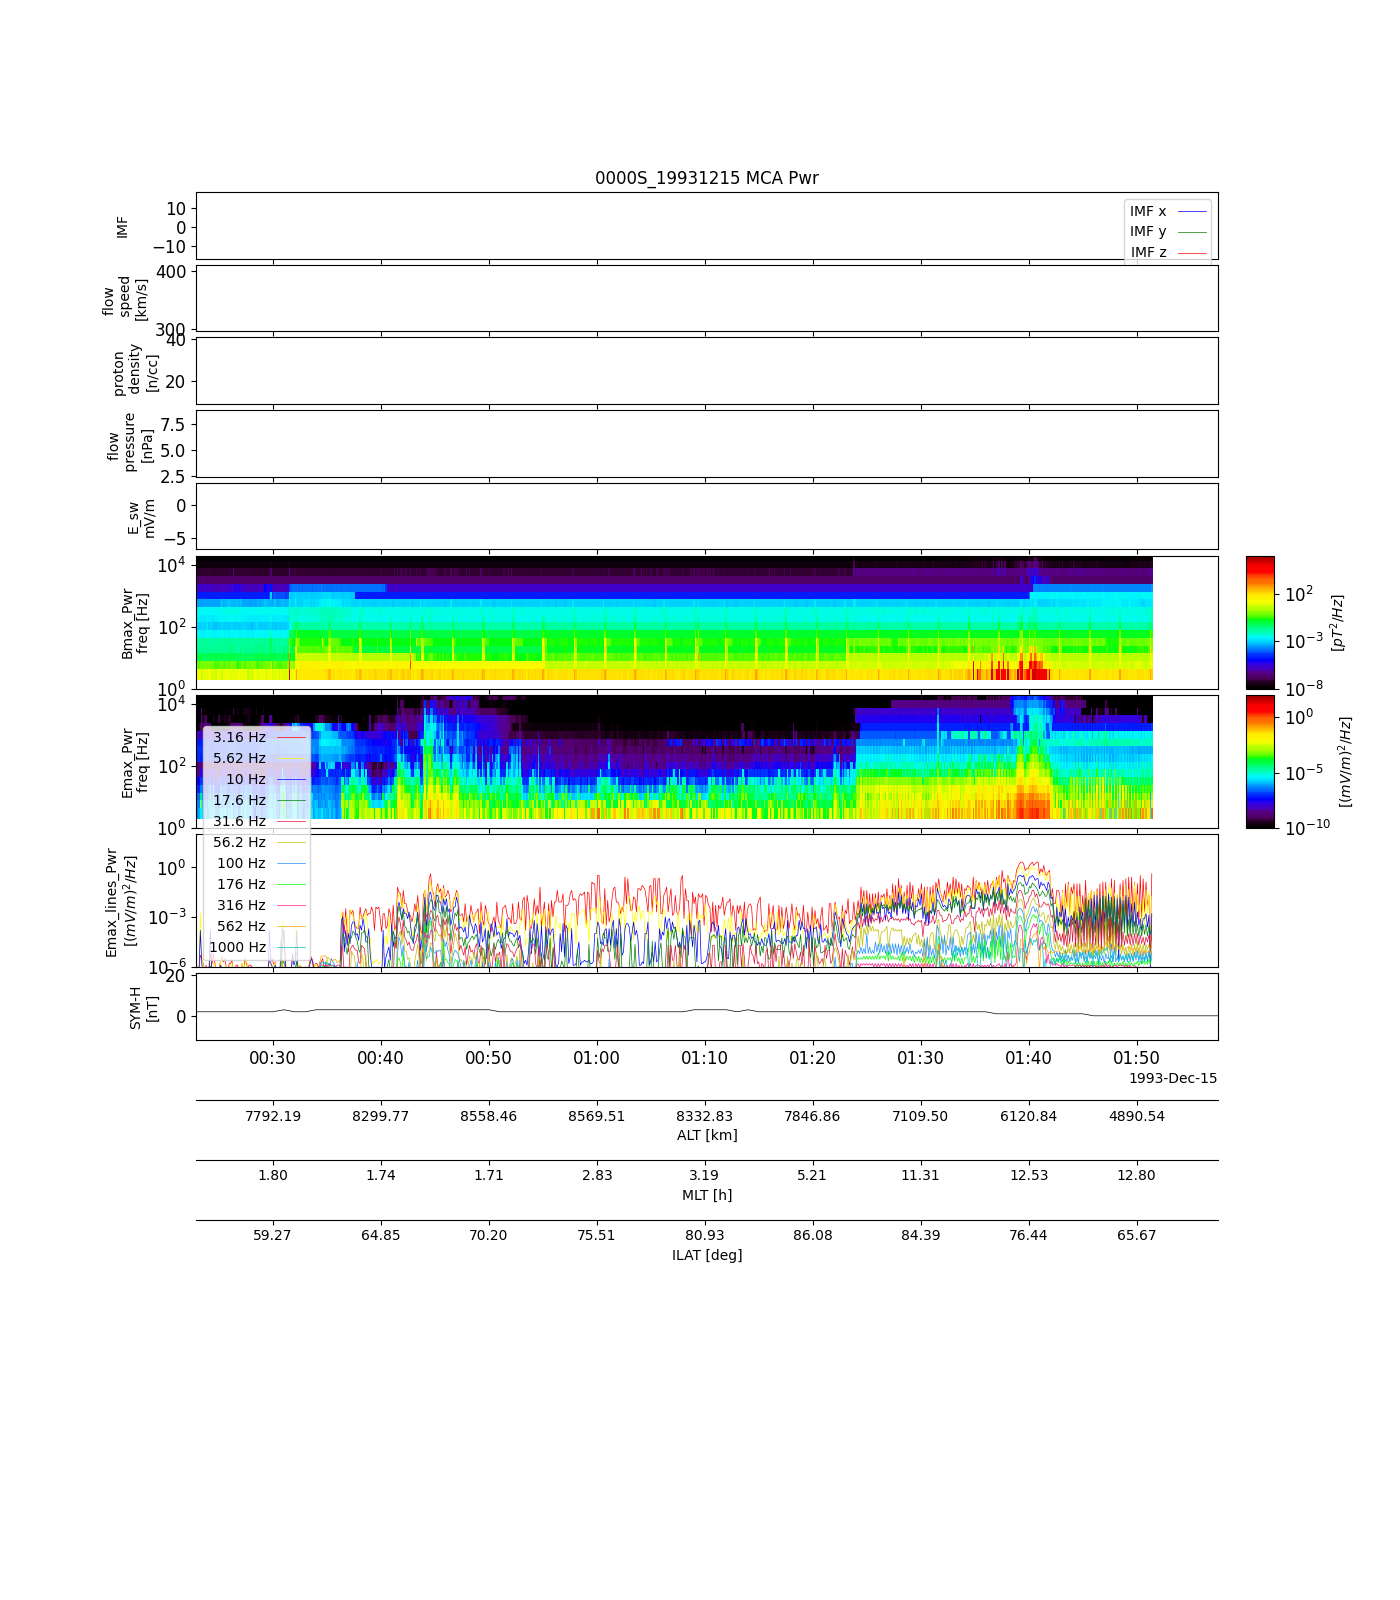 0000S_19931215 MCA Pwr
IMF
10
0
−10
IMF x
IMF y
IMF z
flow
speed
[km/s]
400
300
proton
density
[n/cc]
40
20
flow
pressure
[nPa]
7.5
5.0
2.5
E_sw
mV/m
0
−5
Bmax_Pwr
freq [Hz]
10^4
10^2
10^0
10^2
10^-3
10^-8
[pT^2/Hz]
Emax_Pwr
freq [Hz]
10^4
10^2
10^0
10^0
10^-5
10^-10
[(mV/m)^2/Hz]
3.16 Hz
5.62 Hz
10 Hz
17.6 Hz
31.6 Hz
56.2 Hz
100 Hz
176 Hz
316 Hz
562 Hz
1000 Hz
Emax_lines_Pwr
[(mV/m)^2/Hz]
10^0
10^-3
10^-6
SYM-H
[nT]
20
0
00:30 00:40 00:50 01:00 01:10 01:20 01:30 01:40 01:50
1993-Dec-15
7792.19 8299.77 8558.46 8569.51 8332.83 7846.86 7109.50 6120.84 4890.54
ALT [km]
1.80 1.74 1.71 2.83 3.19 5.21 11.31 12.53 12.80
MLT [h]
59.27 64.85 70.20 75.51 80.93 86.08 84.39 76.44 65.67
ILAT [deg]